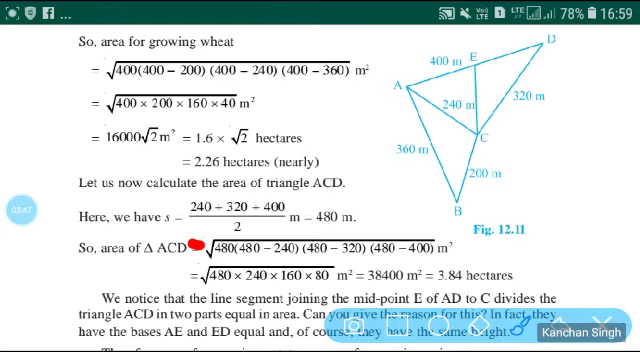 16:59
VoD LTE 1 LTE 78%
So, area for growing wheat
= √400(400 – 200) (400 – 240) (400 – 360) m²
= √400 × 200 × 160 × 40 m²
= 16000√2 m² = 1.6 × √2 hectares
= 2.26 hectares (nearly)
Let us now calculate the area of triangle ACD.
Here, we have s = 240 + 320 + 400 / 2 m = 480 m.
So, area of Δ ACD √480(480 – 240) (480 – 320) (480 – 400) m²
= √480 × 240 × 160 × 80 m² = 38400 m² = 3.84 hectares
We notice that the line segment joining the mid-point E of AD to C divides the
triangle ACD in two parts equal in area. Can you give the reason for this? In fact, they
have the bases AE and ED equal and, of course, they have the same height.
D
400 m E
A
240 m
320 m
C
360 m
200 m
B
Fig. 12.11
03:47
Kanchan Singh